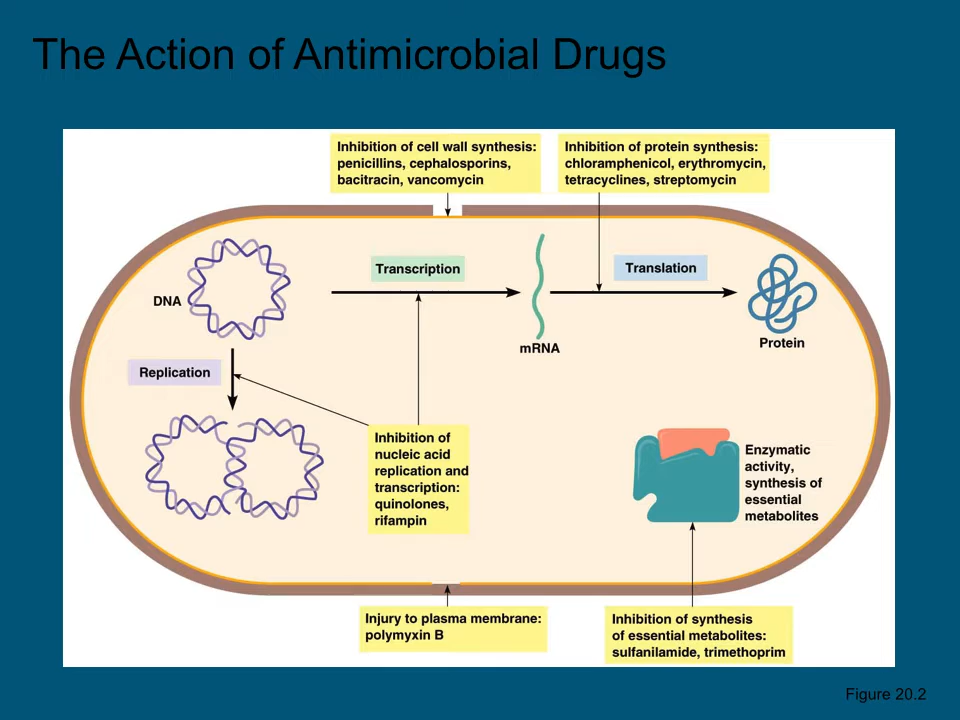 The Action of Antimicrobial Drugs
Inhibition of cell wall synthesis:
penicillins, cephalosporins,
bacitracin, vancomycin
Inhibition of protein synthesis:
chloramphenicol, erythromycin,
tetracyclines, streptomycin
Transcription
Translation
DNA
mRNA
Protein
Replication
Inhibition of
nucleic acid
replication and
transcription:
quinolones,
rifampin
Enzymatic
activity,
synthesis of
essential
metabolites
Injury to plasma membrane:
polymyxin B
Inhibition of synthesis
of essential metabolites:
sulfanilamide, trimethoprim
Figure 20.2